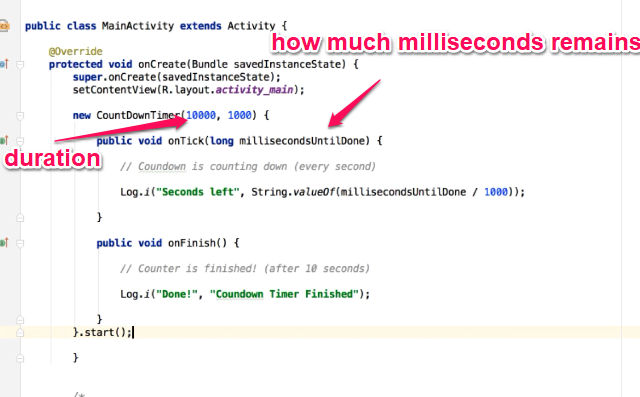 public class MainActivity extends Activity {
how much milliseconds remains
@Override
protected void onCreate(Bundle savedInstanceState) {
super.onCreate(savedInstanceState);
setContentView(R.layout.activity_main);
new CountDownTimer(10000, 1000) {
public void onTick(long millisecondsUntilDone) {
duration
// Coundown is counting down (every second)
Log.i("Seconds left", String.valueOf(millisecondsUntilDone / 1000));
}
public void onFinish() {
// Counter is finished! (after 10 seconds)
Log.i("Done!", "Coundown Timer Finished");
}
}.start();
}
/*